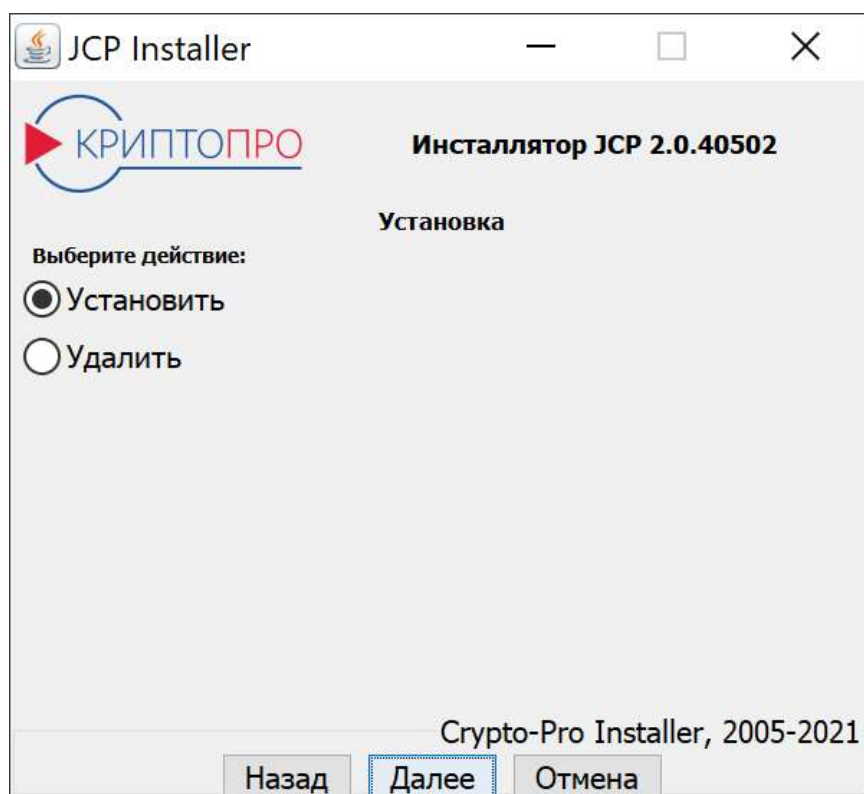 JCP Installer
КРИПТОПРО
Инсталлятор JCP 2.0.40502
Установка
Выберите действие:
Установить
Удалить
Crypto-Pro Installer, 2005-2021
Назад Далее Отмена